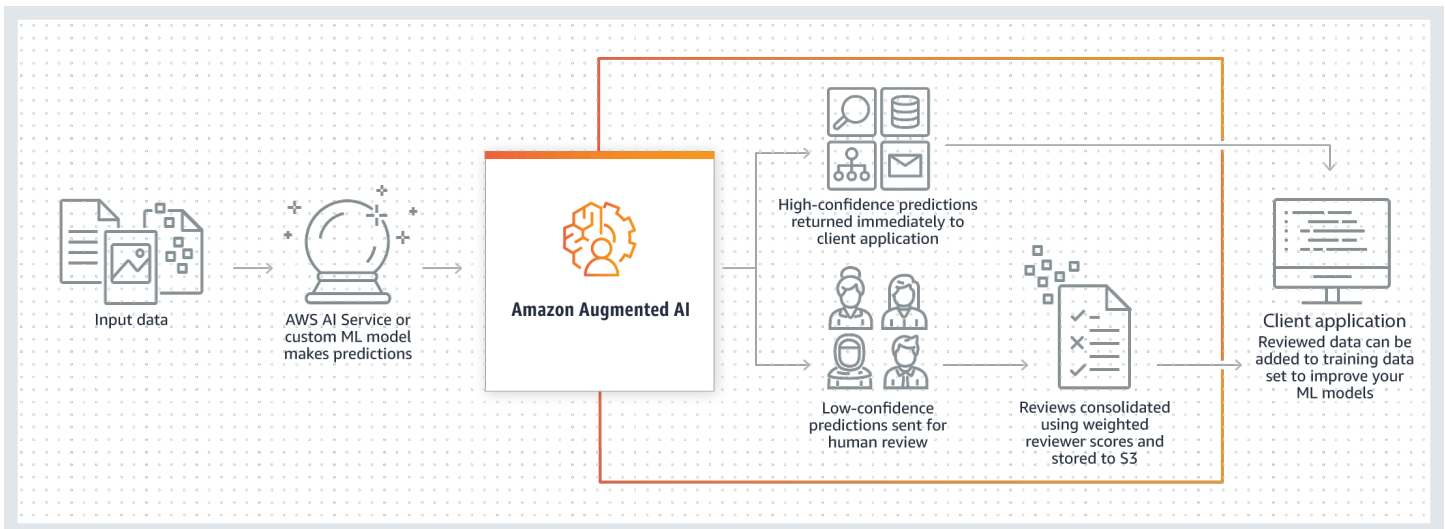 Input data
AWS AI Service or
custom ML model
makes predictions
Amazon Augmented AI
High-confidence predictions
returned immediately to
client application
Low-confidence
predictions sent for
human review
Reviews consolidated
using weighted
reviewer scores and
stored to S3
Client application
Reviewed data can be
added to training data
set to improve your
ML models